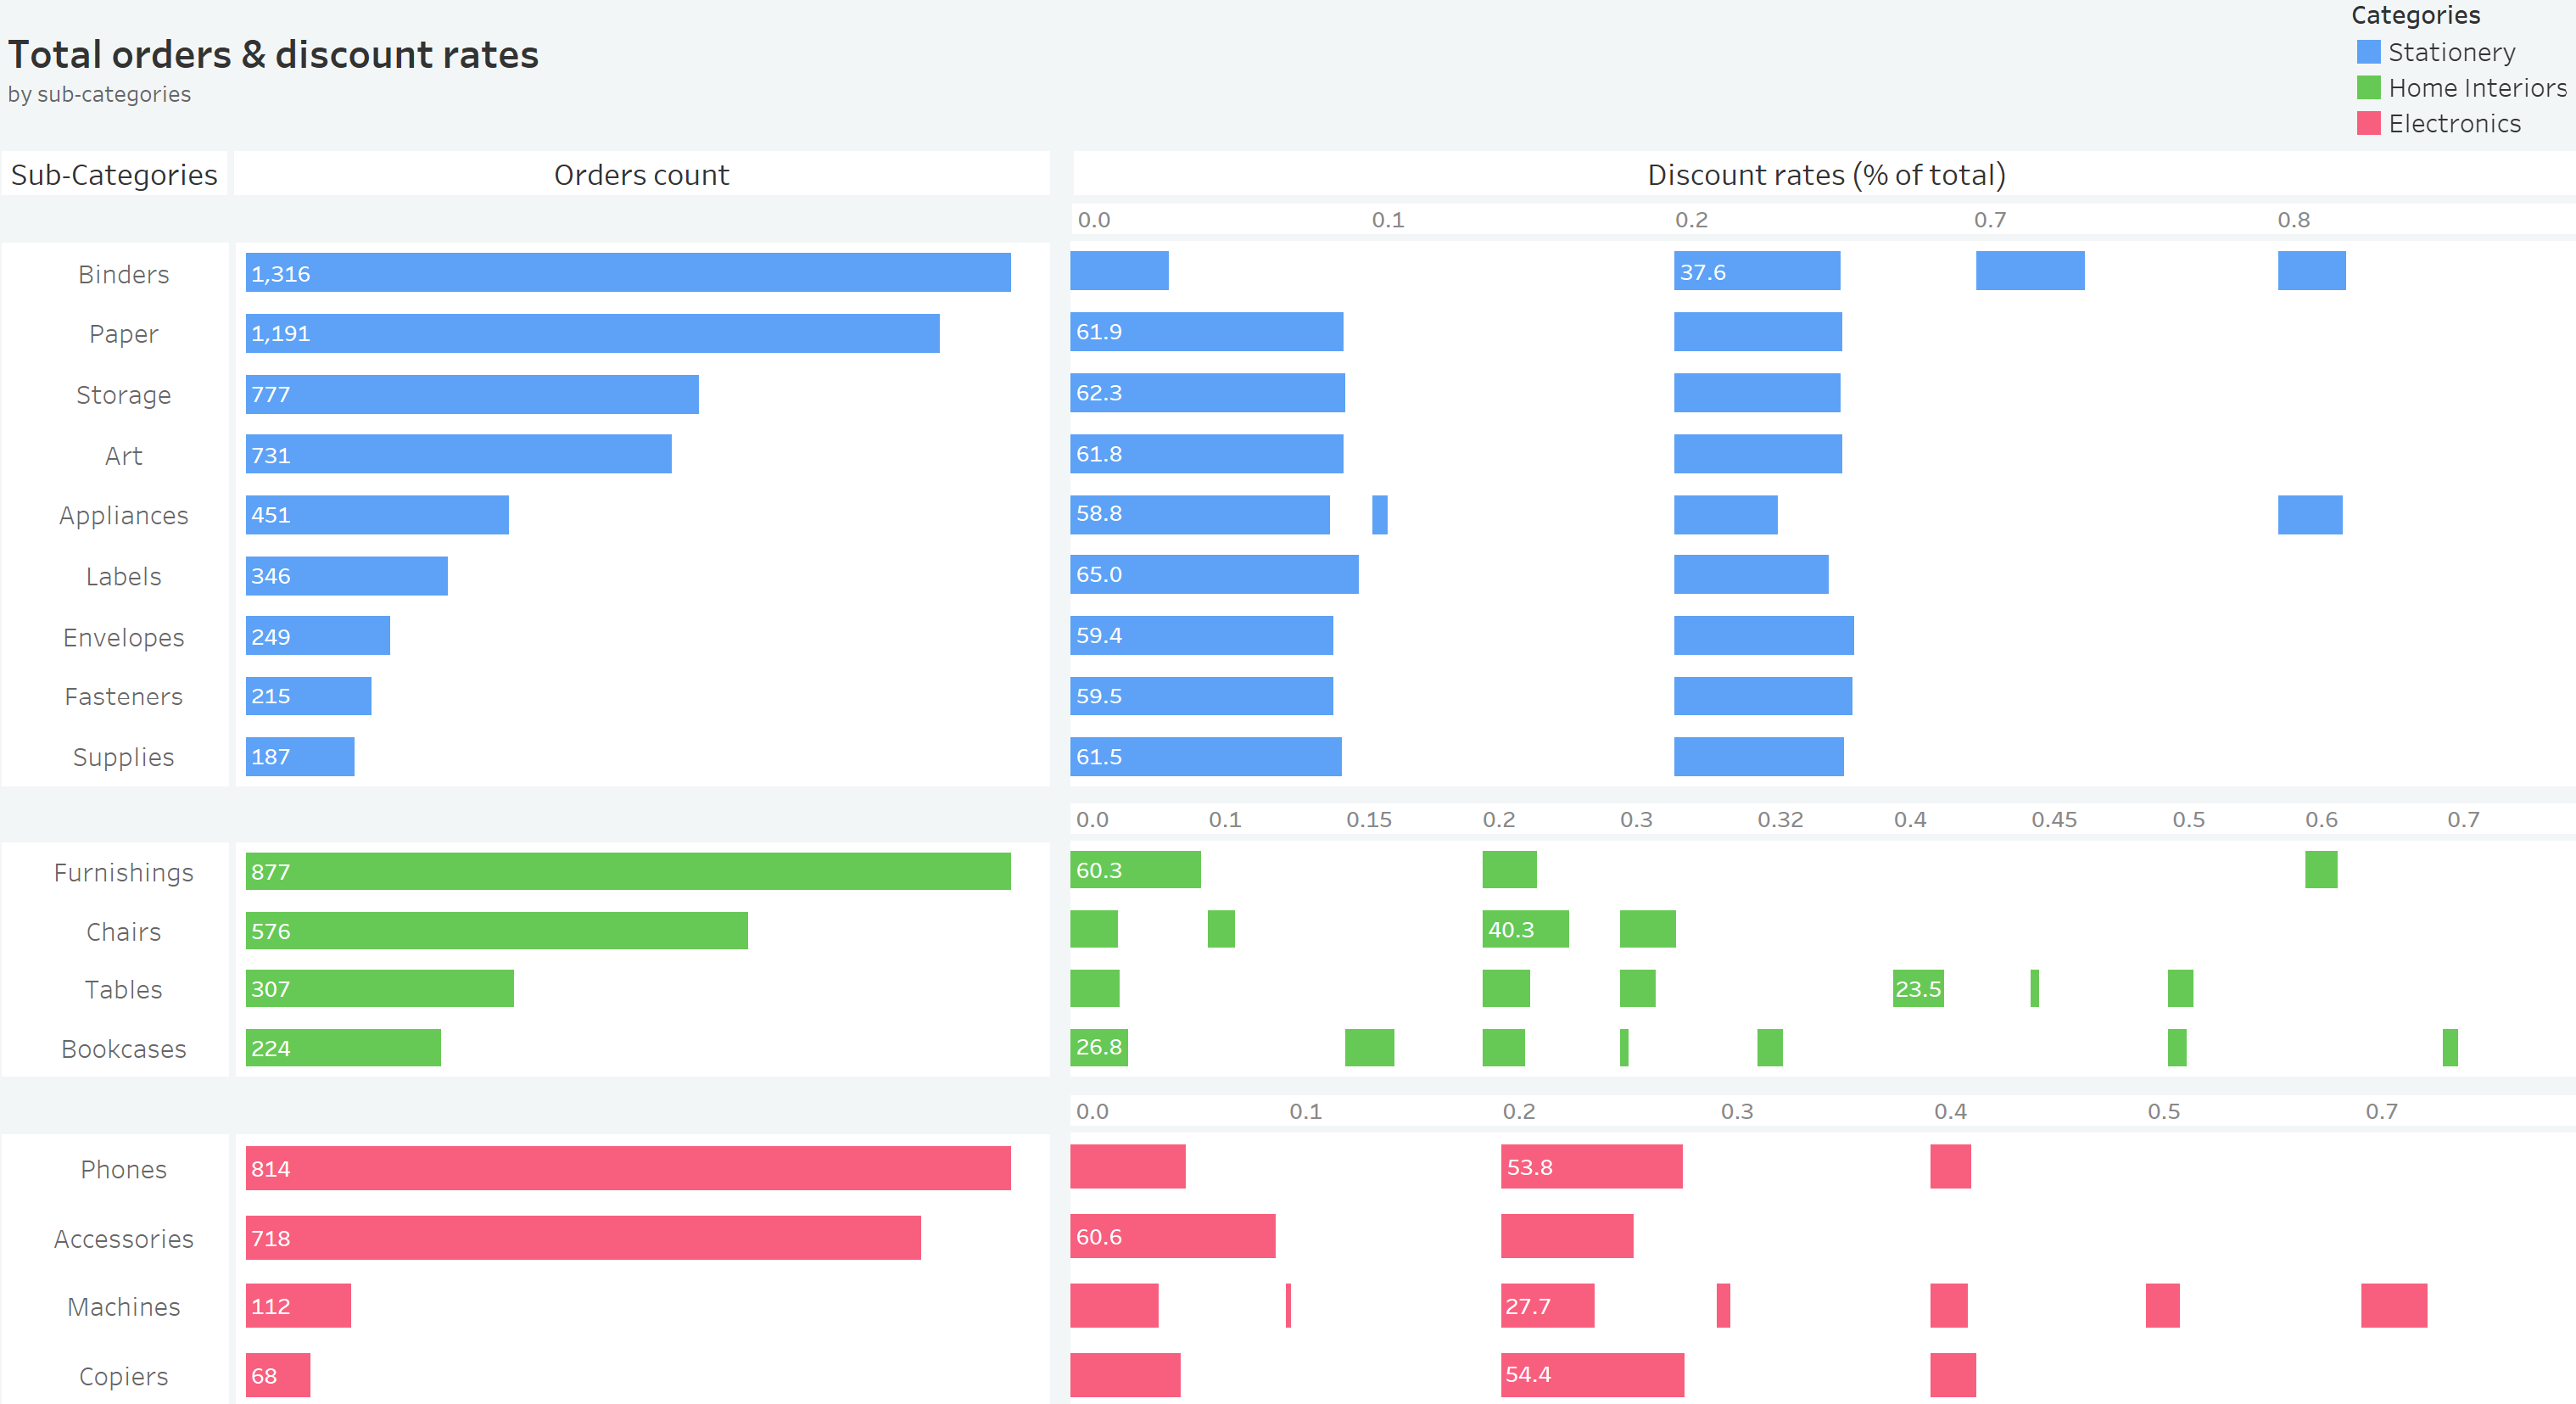 Categories
Stationery
Home Interiors
Electronics
Total orders & discount rates
by sub-categories
Sub-Categories Orders count Discount rates (% of total)
0.0 0.1 0.2 0.7 0.8
Binders 1,316 37.6
Paper 1,191 61.9
Storage 777 62.3
Art 731 61.8
Appliances 451 58.8
Labels 346 65.0
Envelopes 249 59.4
Fasteners 215 59.5
Supplies 187 61.5
0.0 0.1 0.15 0.2 0.3 0.32 0.4 0.45 0.5 0.6 0.7
Furnishings 877 60.3
Chairs 576 40.3
Tables 307 23.5
Bookcases 224 26.8
0.0 0.1 0.2 0.3 0.4 0.5 0.7
Phones 814 53.8
Accessories 718 60.6
Machines 112 27.7
Copiers 68 54.4